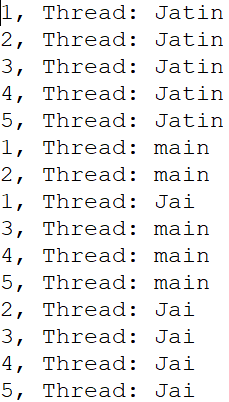 1, Thread: Jatin
2, Thread: Jatin
3, Thread: Jatin
4, Thread: Jatin
5, Thread: Jatin
1, Thread: main
2, Thread: main
1, Thread: Jai
3, Thread: main
4, Thread: main
5, Thread: main
2, Thread: Jai
3, Thread: Jai
4, Thread: Jai
5, Thread: Jai